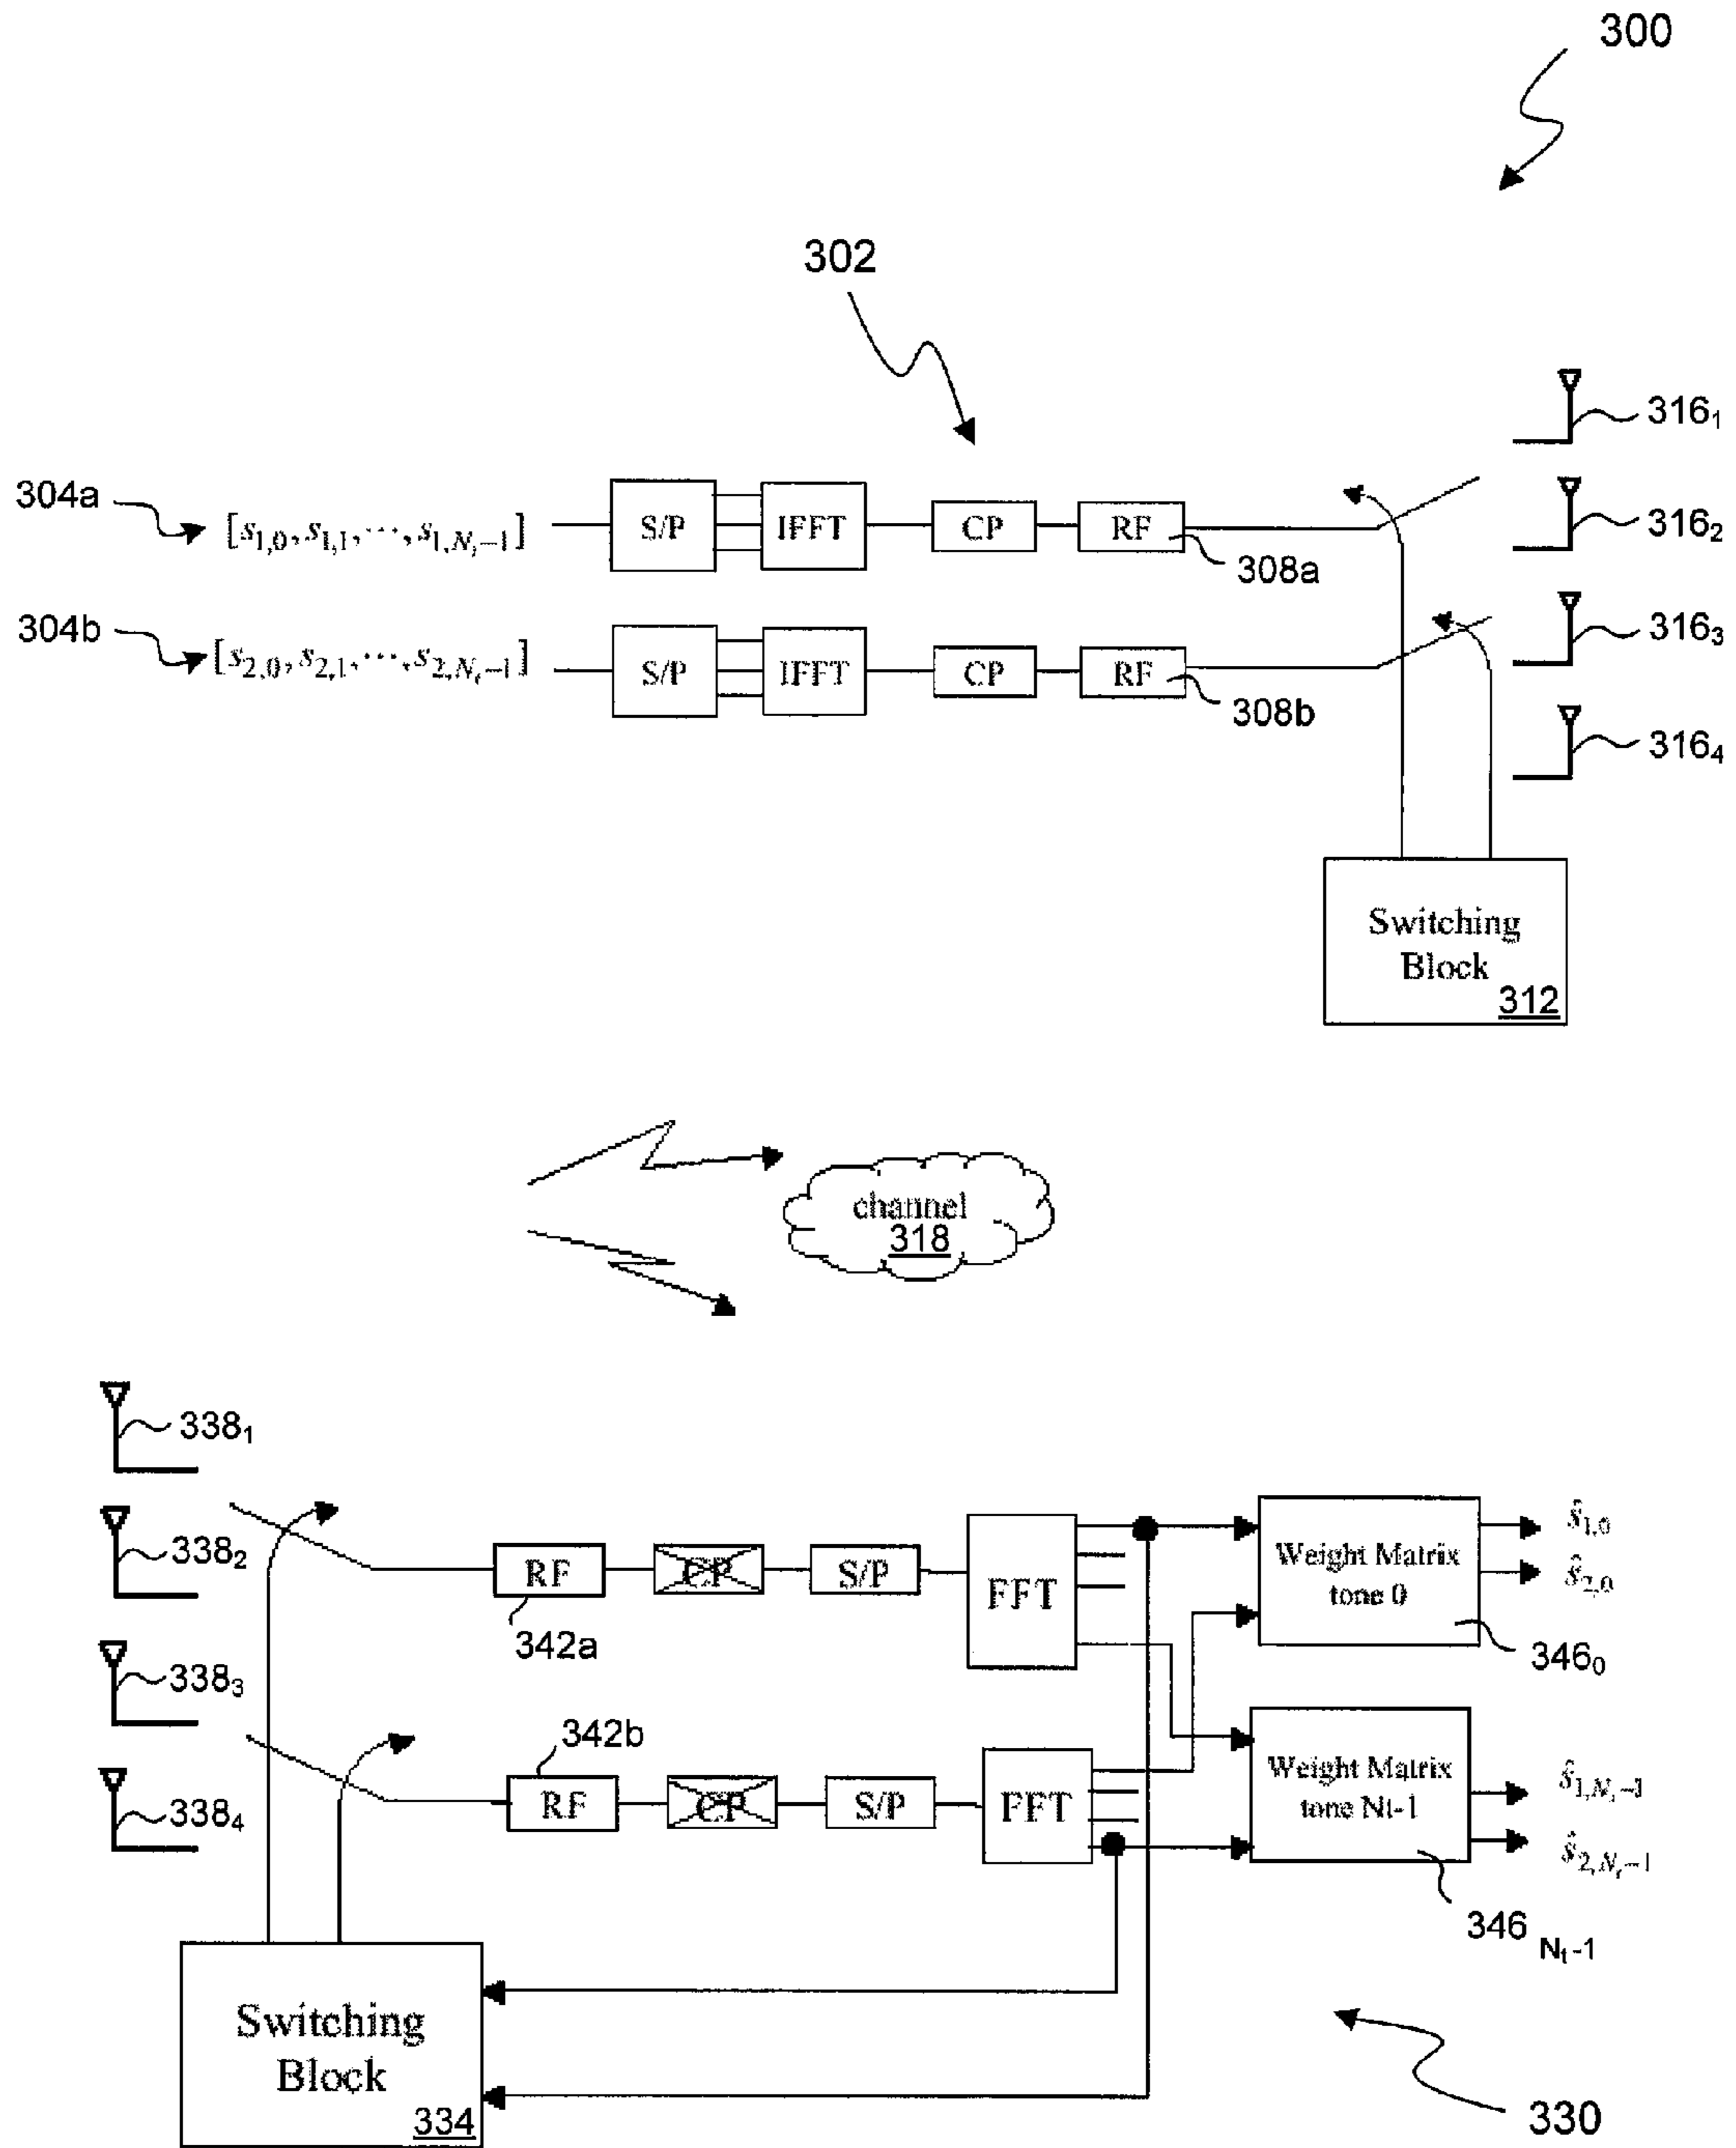 300
302
316₁
304a [s₁,₀, s₁,₁, ⋯, s₁,Nₜ₋₁] S/P IFFT CP RF
308a
316₂
304b [s₂,₀, s₂,₁, ⋯, s₂,Nₜ₋₁] S/P IFFT CP RF
308b
316₃
316₄
Switching
Block
312
channel
318
338₁
338₂
RF CP S/P FFT
342a
Weight Matrix
tone 0
ŝ₁,₀
ŝ₂,₀
346₀
338₃
338₄
342b
RF CP S/P FFT
Weight Matrix
tone Nt-1
ŝ₁,Nₜ₋₁
ŝ₂,Nₜ₋₁
346 Nₜ-1
Switching
Block
334
330